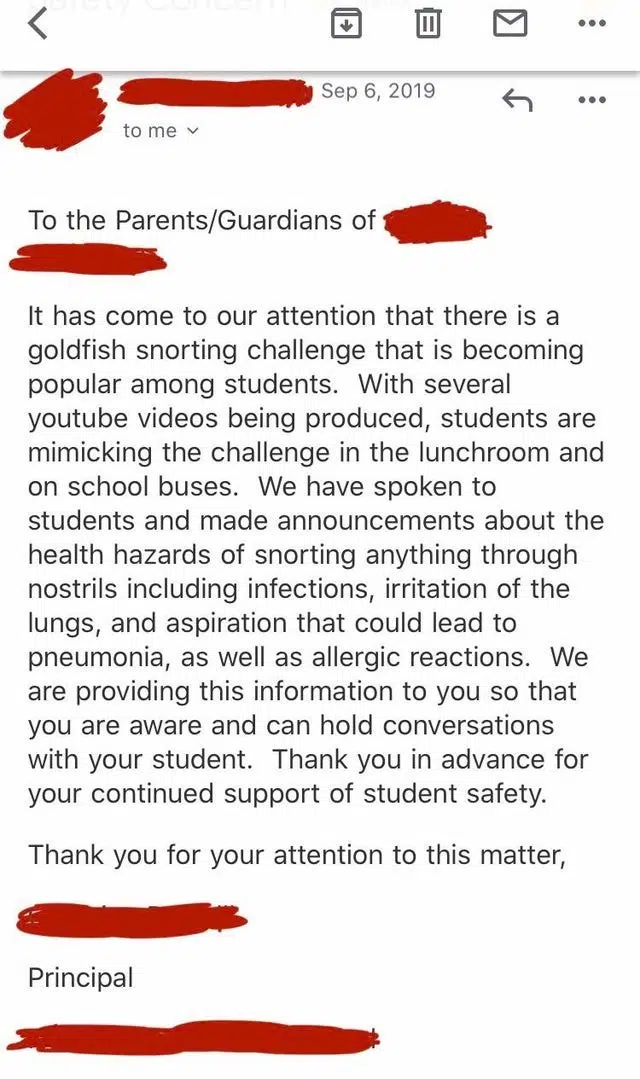 Sep 6, 2019
to me
To the Parents/Guardians of
It has come to our attention that there is a
goldfish snorting challenge that is becoming
popular among students.  With several
youtube videos being produced, students are
mimicking the challenge in the lunchroom and
on school buses.  We have spoken to
students and made announcements about the
health hazards of snorting anything through
nostrils including infections, irritation of the
lungs, and aspiration that could lead to
pneumonia, as well as allergic reactions.  We
are providing this information to you so that
you are aware and can hold conversations
with your student.  Thank you in advance for
your continued support of student safety.
Thank you for your attention to this matter,
Principal